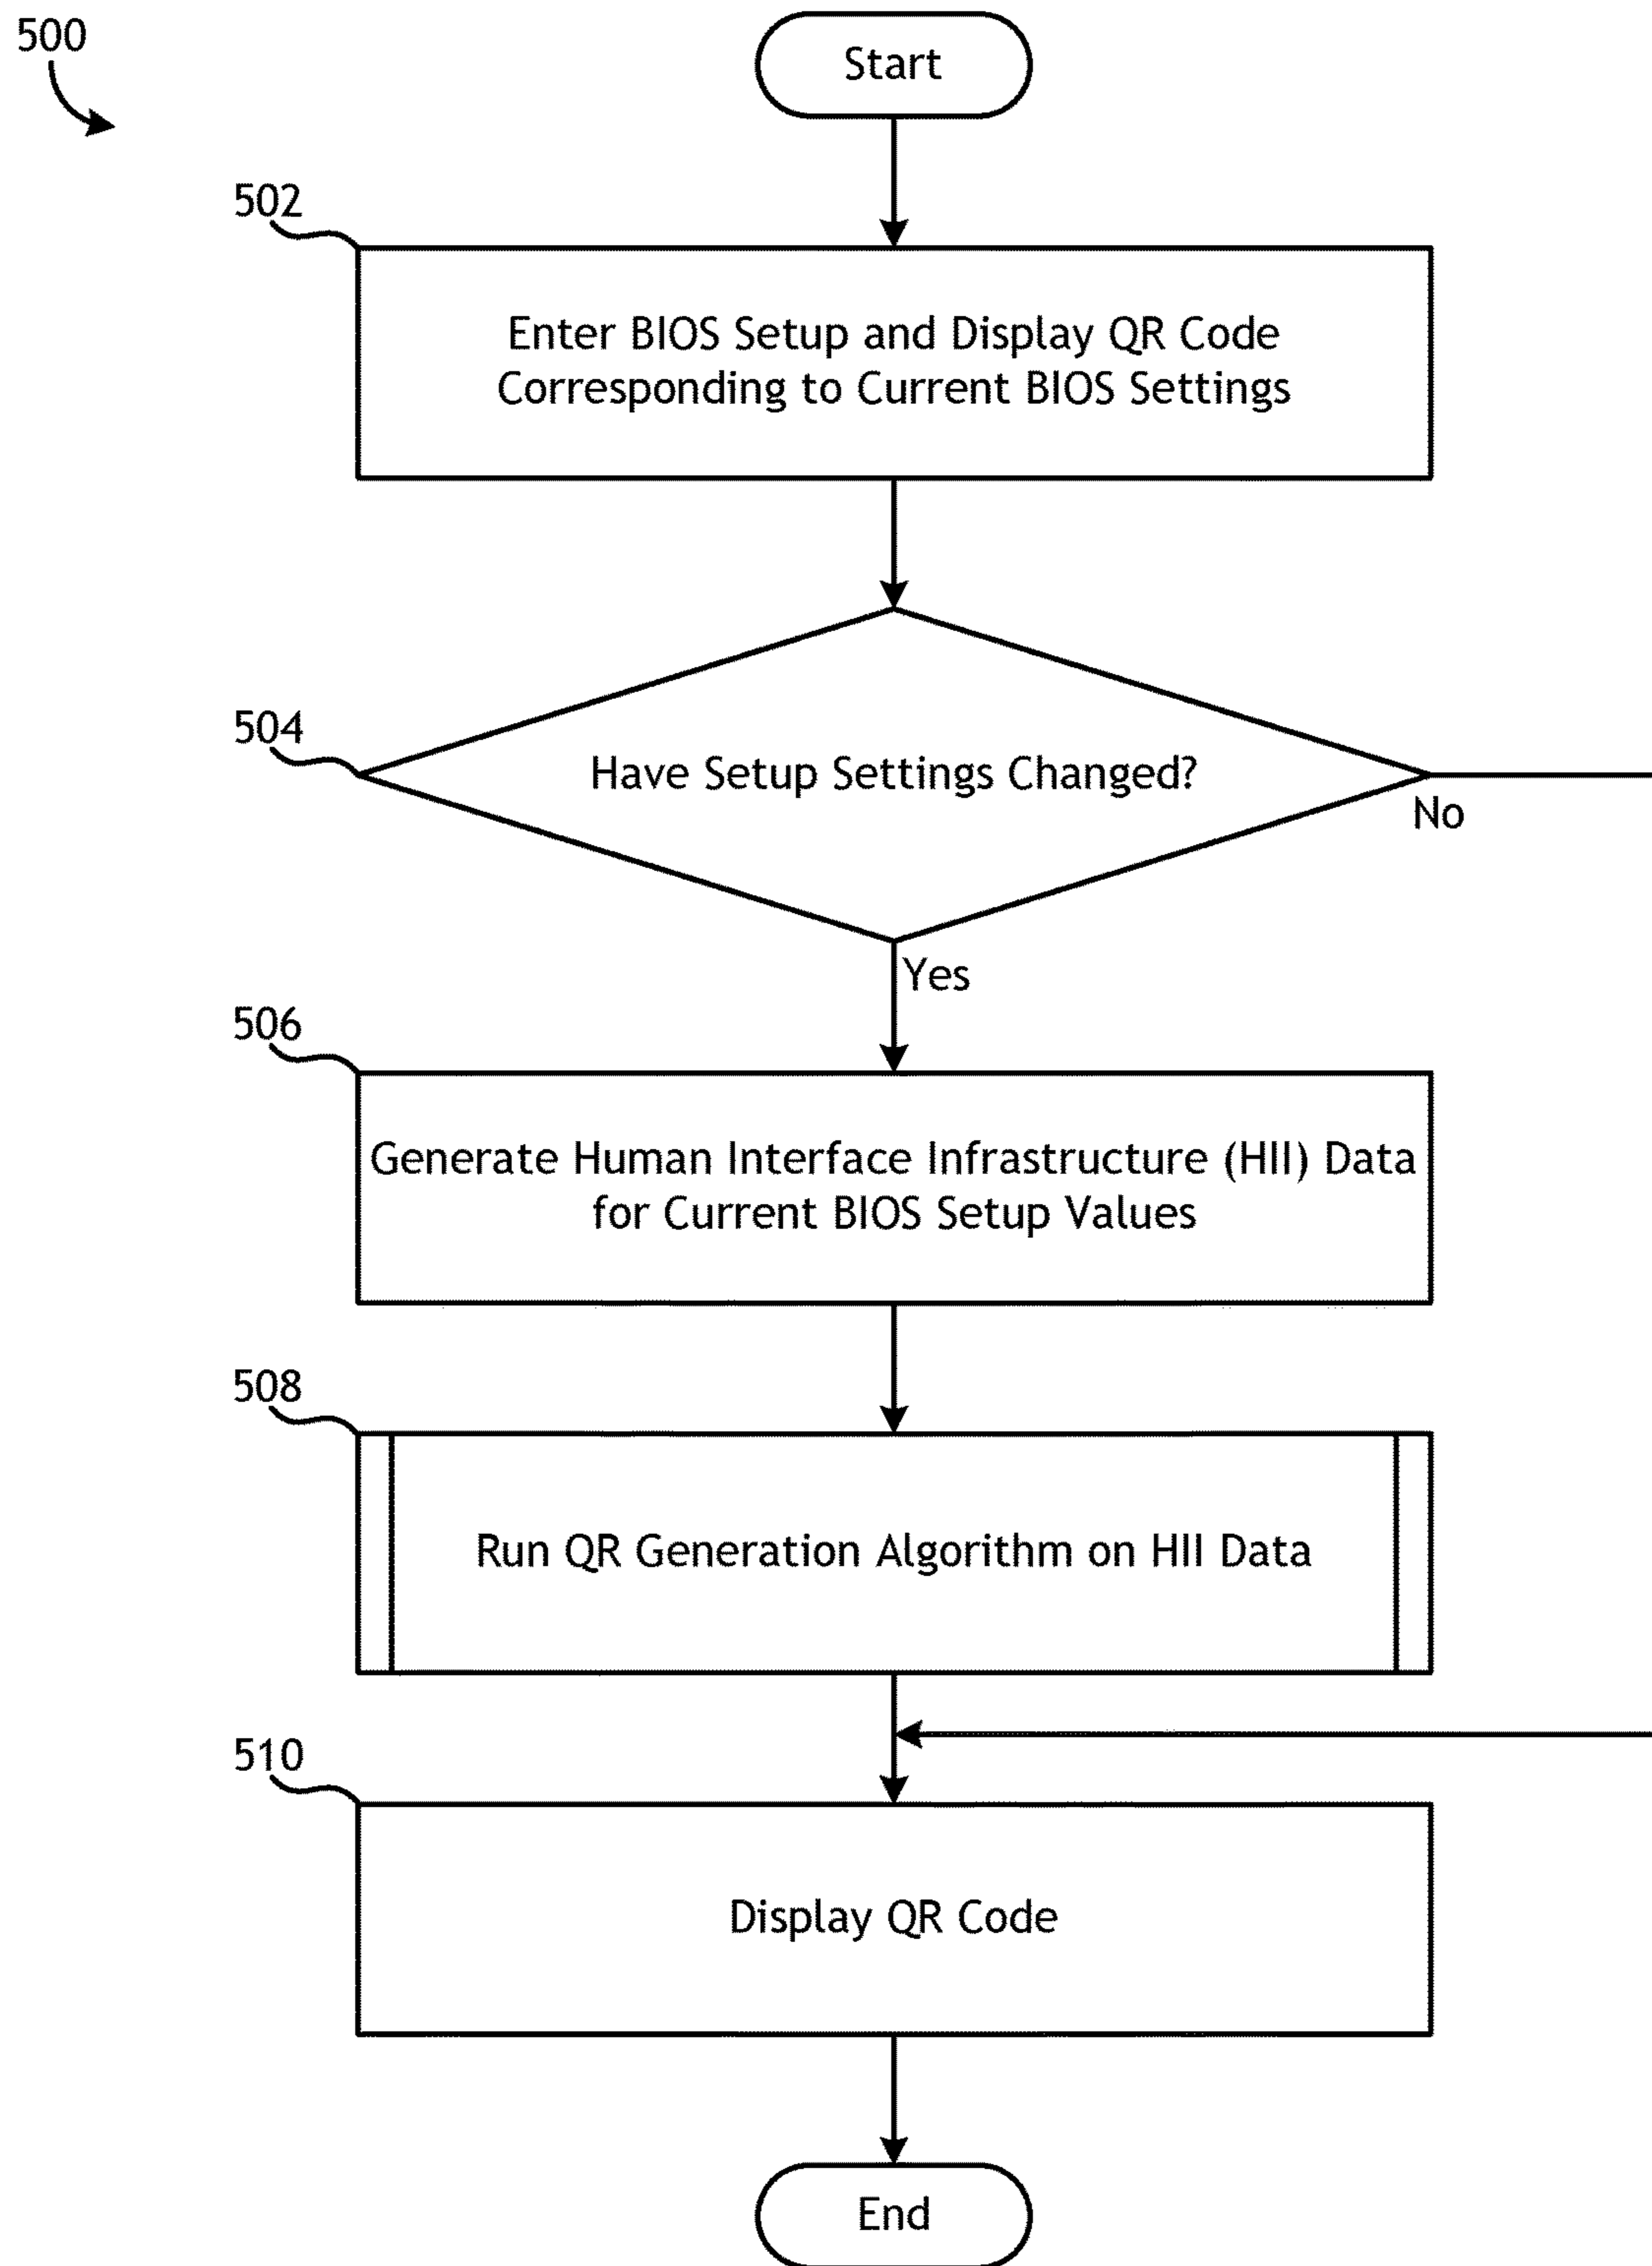 500
Start
502
Enter BIOS Setup and Display QR Code
Corresponding to Current BIOS Settings
504
Have Setup Settings Changed?
No
Yes
506
Generate Human Interface Infrastructure (HII) Data
for Current BIOS Setup Values
508
Run QR Generation Algorithm on HII Data
510
Display QR Code
End